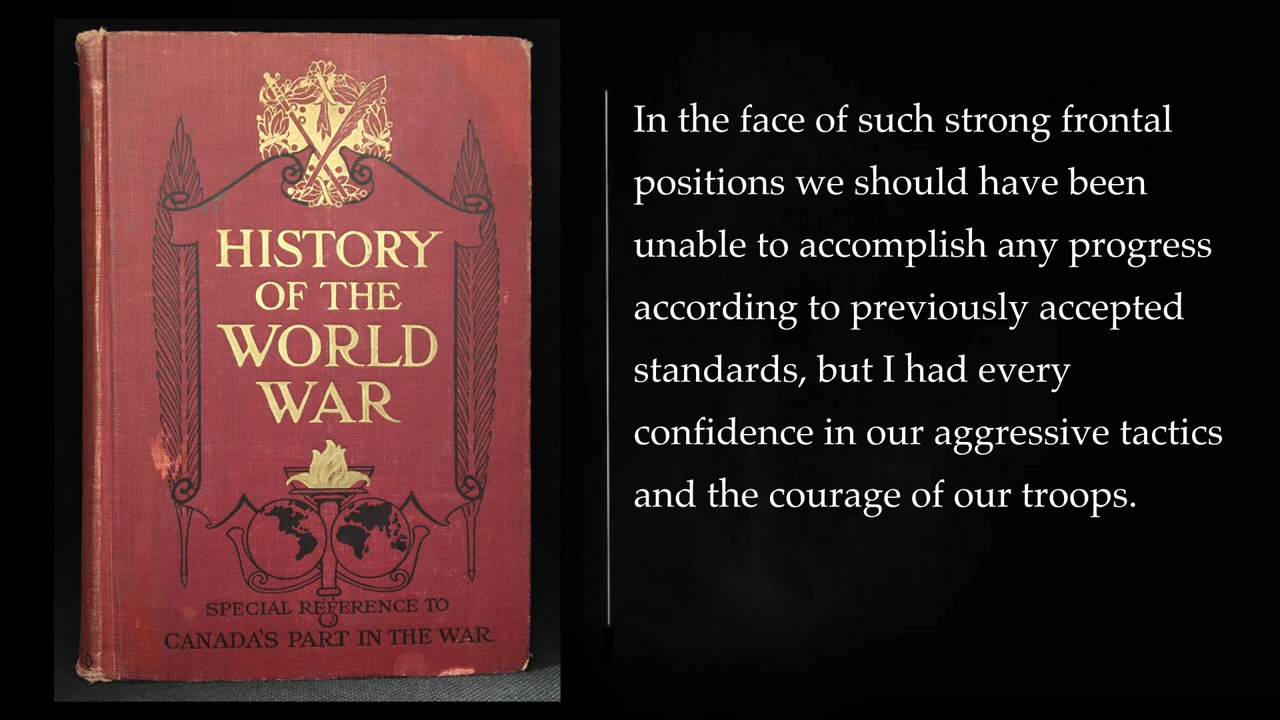 HISTORY
OF THE
WORLD
WAR
SPECIAL REFERENCE TO
CANADA'S PART IN THE WAR
In the face of such strong frontal
positions we should have been
unable to accomplish any progress
according to previously accepted
standards, but I had every
confidence in our aggressive tactics
and the courage of our troops.